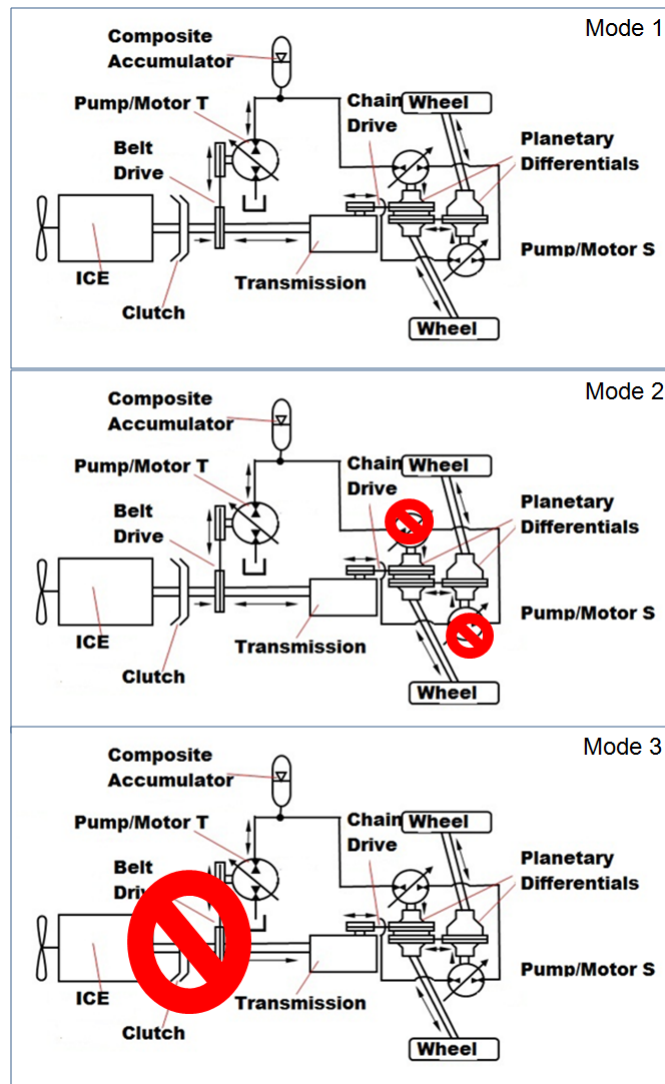 Mode 1
Composite
Accumulator
Pump/Motor T
Chain
Drive
Wheel
Belt
Drive
Planetary
Differentials
ICE
Clutch
Transmission
Pump/Motor S
Wheel
Mode 2
Composite
Accumulator
Pump/Motor T
Chain
Drive
Wheel
Belt
Drive
Planetary
Differentials
ICE
Clutch
Transmission
Pump/Motor S
Wheel
Mode 3
Composite
Accumulator
Pump/Motor T
Chain
Drive
Wheel
Belt
Drive
Planetary
Differentials
ICE
Clutch
Transmission
Pump/Motor S
Wheel